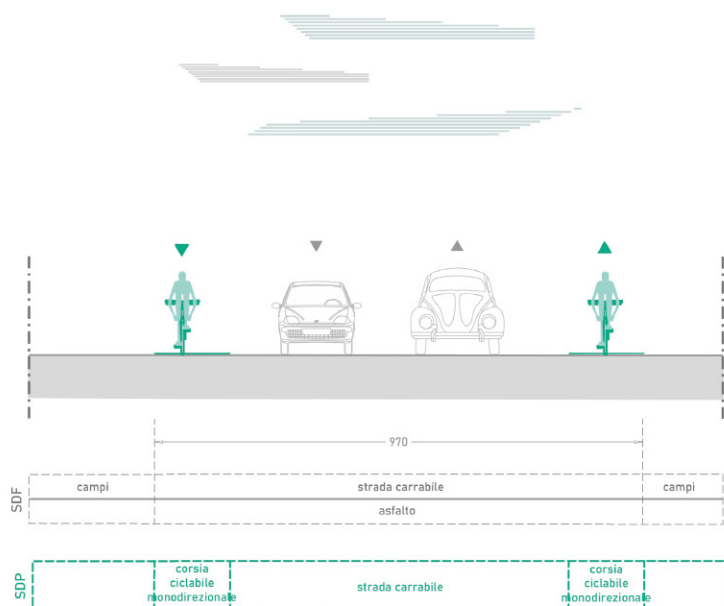 970
SDF
campi
strada carrabile
campi
asfalto
SDP
corsia
ciclabile
monodirezionale
strada carrabile
corsia
ciclabile
monodirezionale